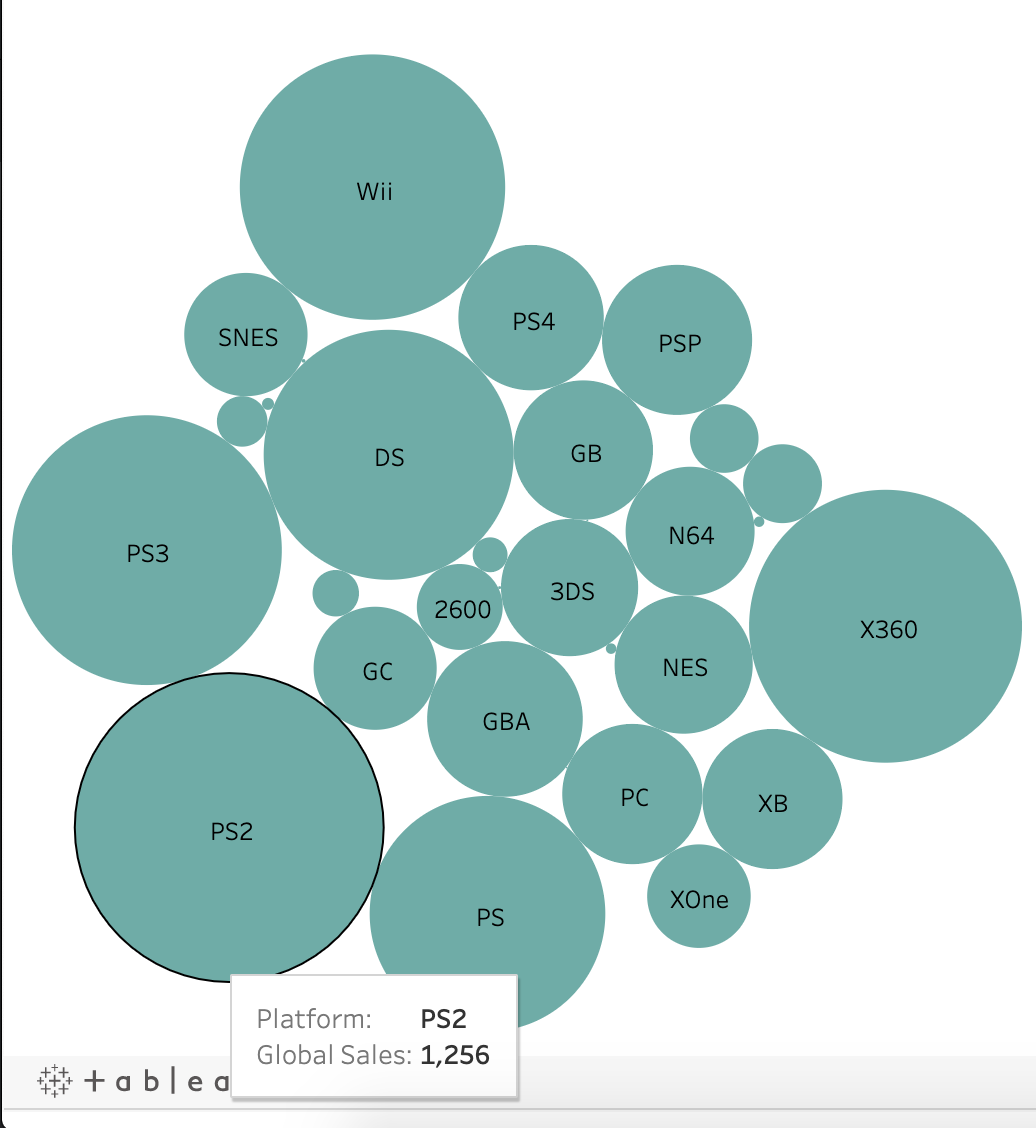 Wii
PS4
SNES
PSP
GB
DS
N64
PS3
3DS
2600
X360
NES
GC
GBA
PC
XB
PS2
XOne
PS
Platform: PS2
Global Sales: 1,256
+ablea